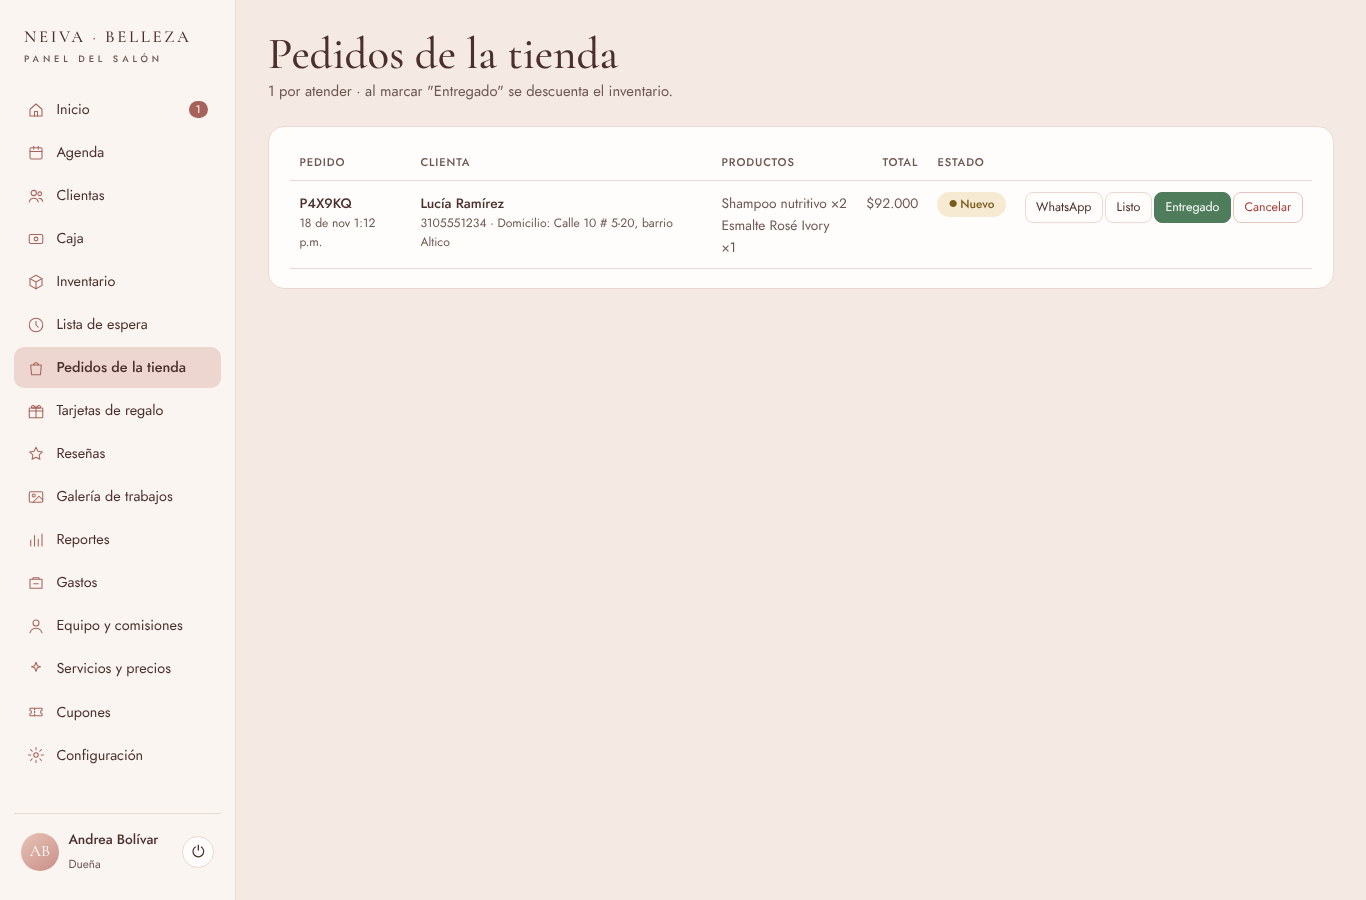 NEIVA · BELLEZA
PANEL DEL SALÓN
Inicio
1
Agenda
Clientas
Caja
Inventario
Lista de espera
Pedidos de la tienda
Tarjetas de regalo
Reseñas
Galería de trabajos
Reportes
Gastos
Equipo y comisiones
Servicios y precios
Cupones
Configuración
AB
Andrea Bolívar
Dueña
Pedidos de la tienda
1 por atender · al marcar "Entregado" se descuenta el inventario.
PEDIDO CLIENTA PRODUCTOS TOTAL ESTADO
P4X9KQ
18 de nov 1:12
p.m.
Lucía Ramírez
3105551234 · Domicilio: Calle 10 # 5-20, barrio
Altico
Shampoo nutritivo ×2
Esmalte Rosé Ivory
×1
$92.000
Nuevo
WhatsApp
Listo
Entregado
Cancelar